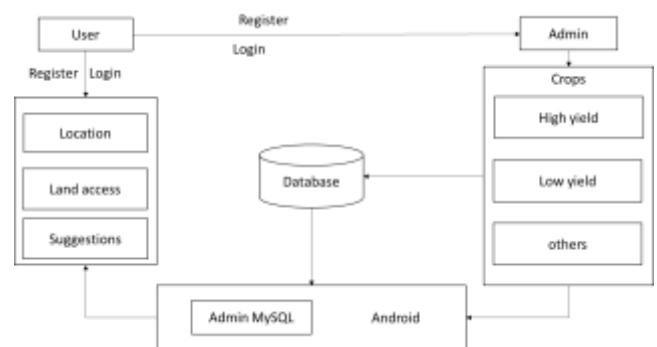 Register
User
Admin
Login
Register Login
Crops
High yield
Location
Low yield
Database
Land access
Suggestions
others
Admin MySQL
Android